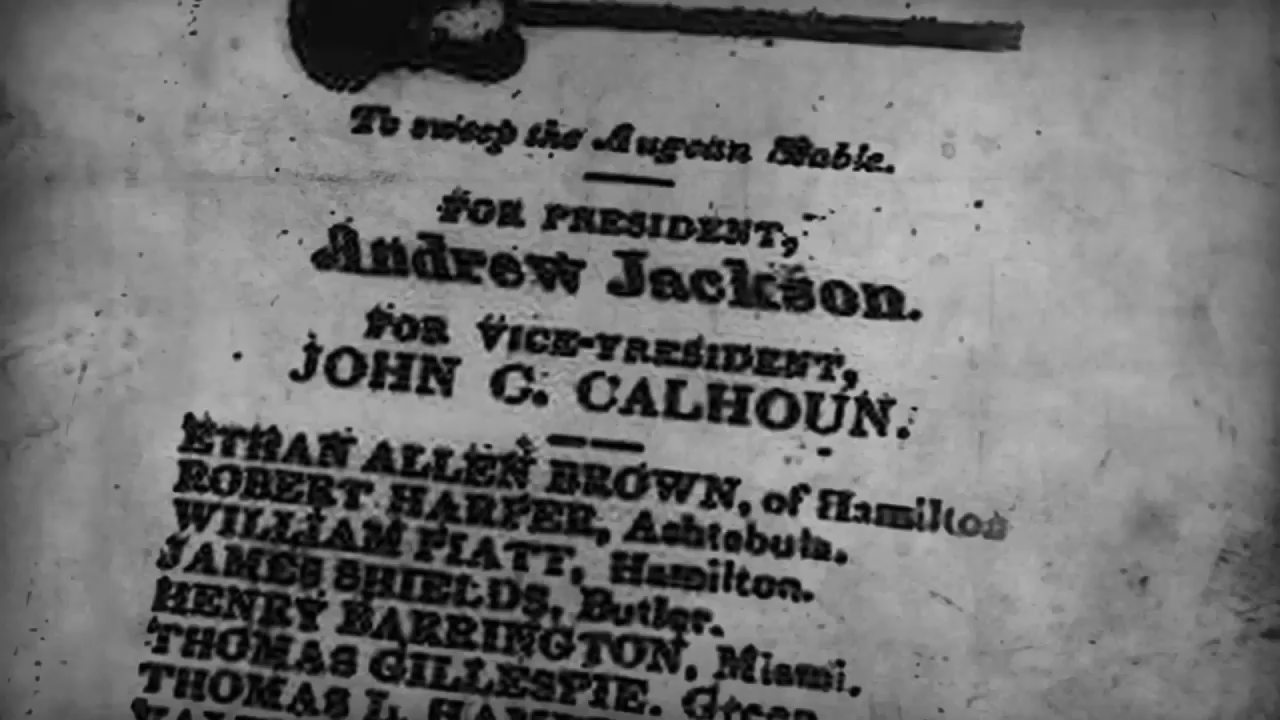 To sweep the Augean Stable.
FOR PRESIDENT,
Andrew Jackson.
FOR VICE-PRESIDENT,
JOHN C. CALHOUN.
ETHAN ALLEN BROWN, of Hamilton
ROBERT HARPER, Ashtabula.
WILLIAM PIATT, Hamilton.
JAMES SHIELDS, Butler.
HENRY BARRINGTON, Miami.
THOMAS GILLESPIE. Green
THOMAS L.